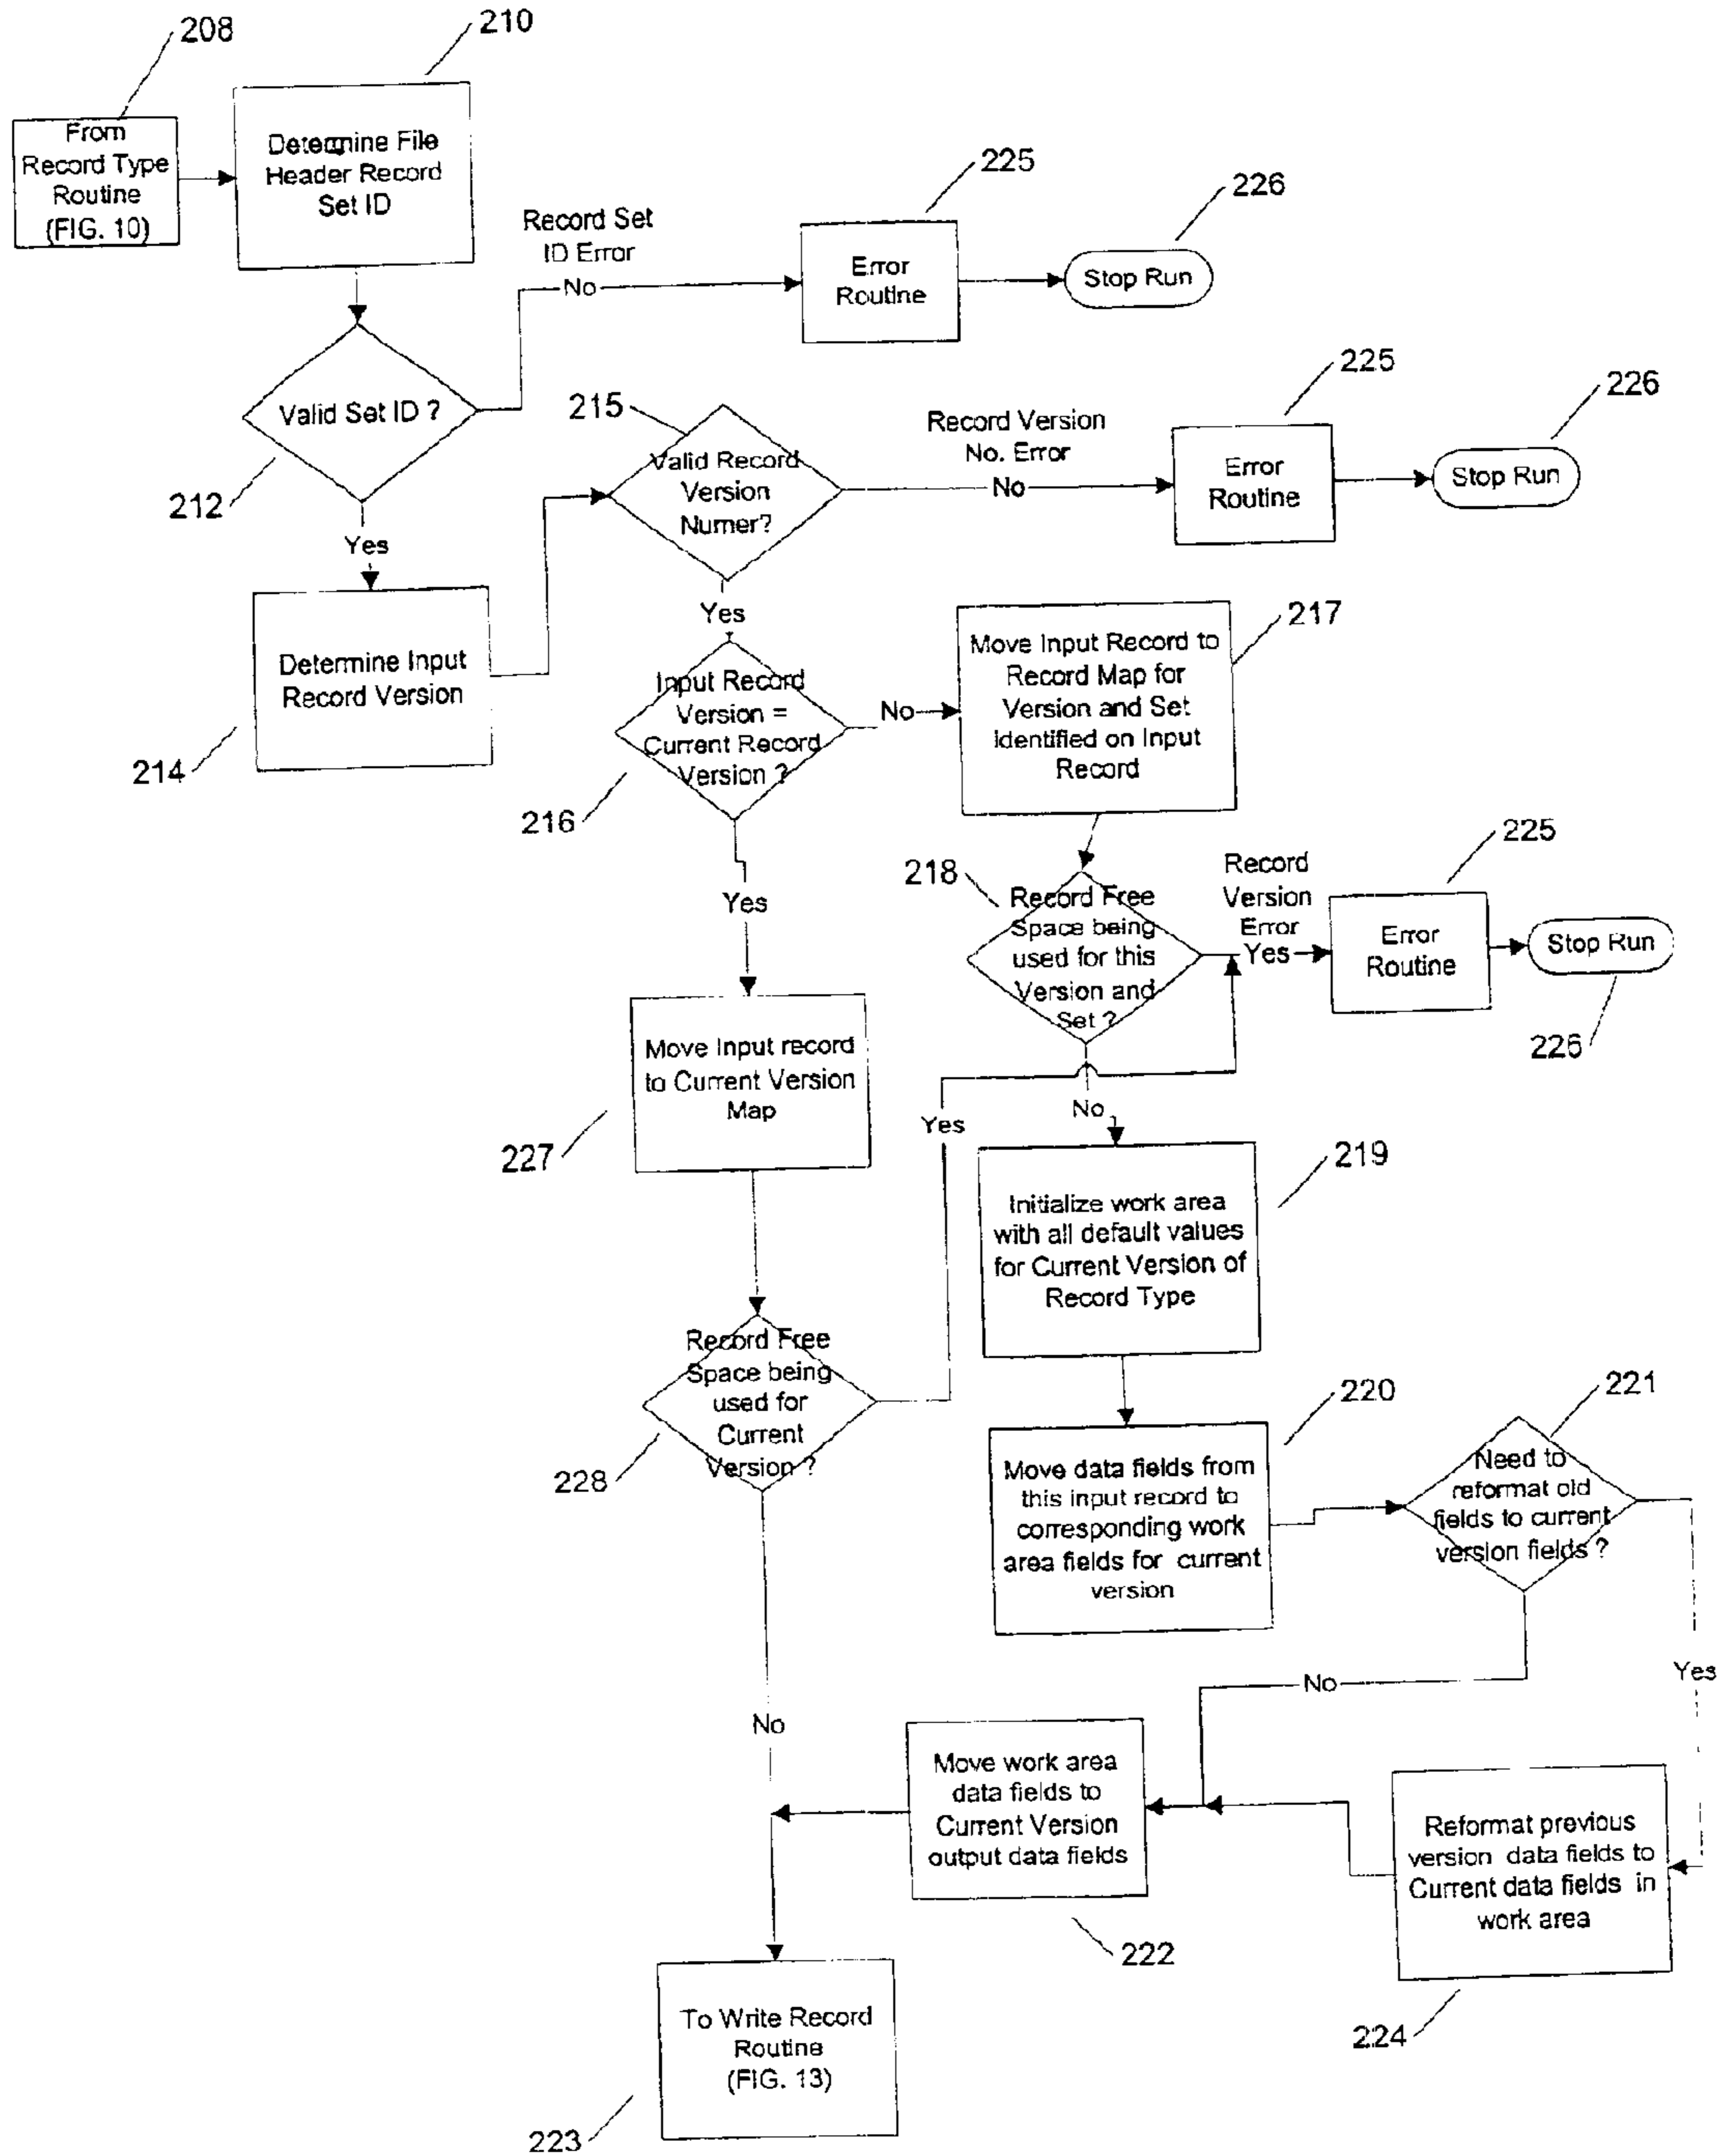 208
210
From
Record Type
Routine
(FIG. 10)
Determine File
Header Record
Set ID
Record Set
ID Error
No
225
Error
Routine
226
Stop Run
Valid Set ID ?
212
Yes
215
Valid Record
Version
Numer?
Record Version
No. Error
No
225
Error
Routine
226
Stop Run
Determine Input
Record Version
214
Yes
Input Record
Version =
Current Record
Version ?
216
No
Move Input Record to
Record Map for
Version and Set
Identified on Input
Record
217
Yes
218
Record Free
Space being
used for this
Version and
Set ?
Record
Version
Error
Yes
225
Error
Routine
Stop Run
226
Move Input record
to Current Version
Map
227
Yes
No
219
Initialize work area
with all default values
for Current Version of
Record Type
Record Free
Space being
used for
Current
Version ?
228
220
Move data fields from
this input record to
corresponding work
area fields for current
version
221
Need to
reformat old
fields to current
version fields ?
No
Yes
No
Move work area
data fields to
Current Version
output data fields
222
Reformat previous
version data fields to
Current data fields in
work area
224
To Write Record
Routine
(FIG. 13)
223